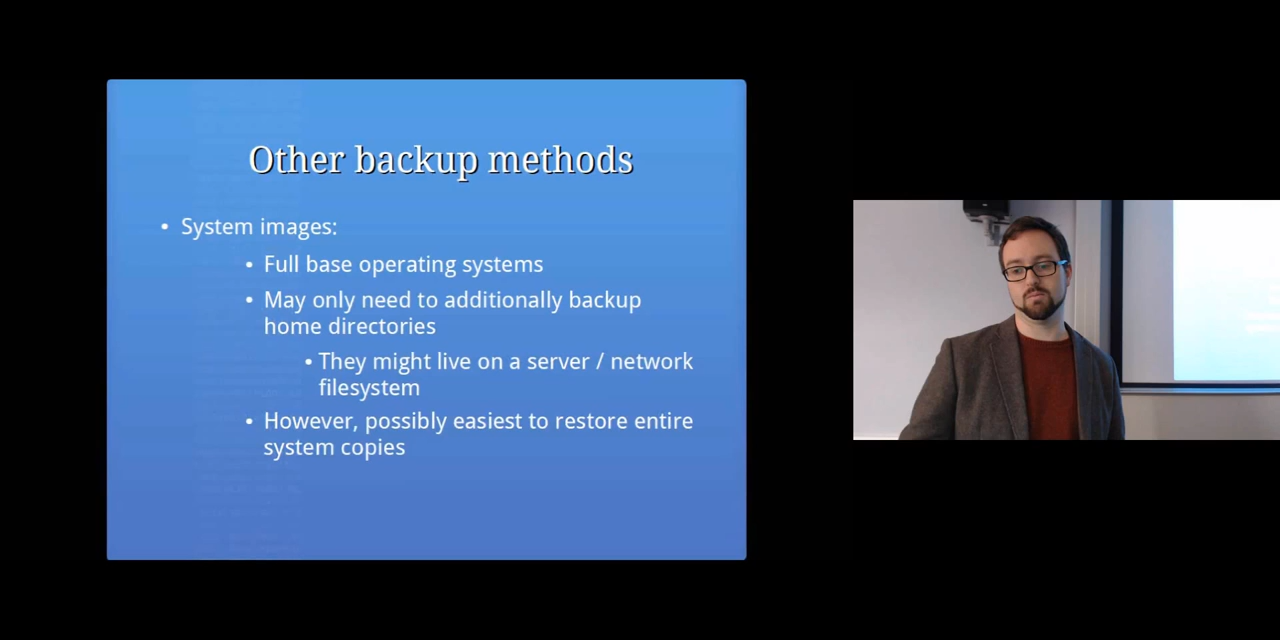 Other backup methods
• System images:
• Full base operating systems
• May only need to additionally backup
home directories
• They might live on a server / network
filesystem
• However, possibly easiest to restore entire
system copies